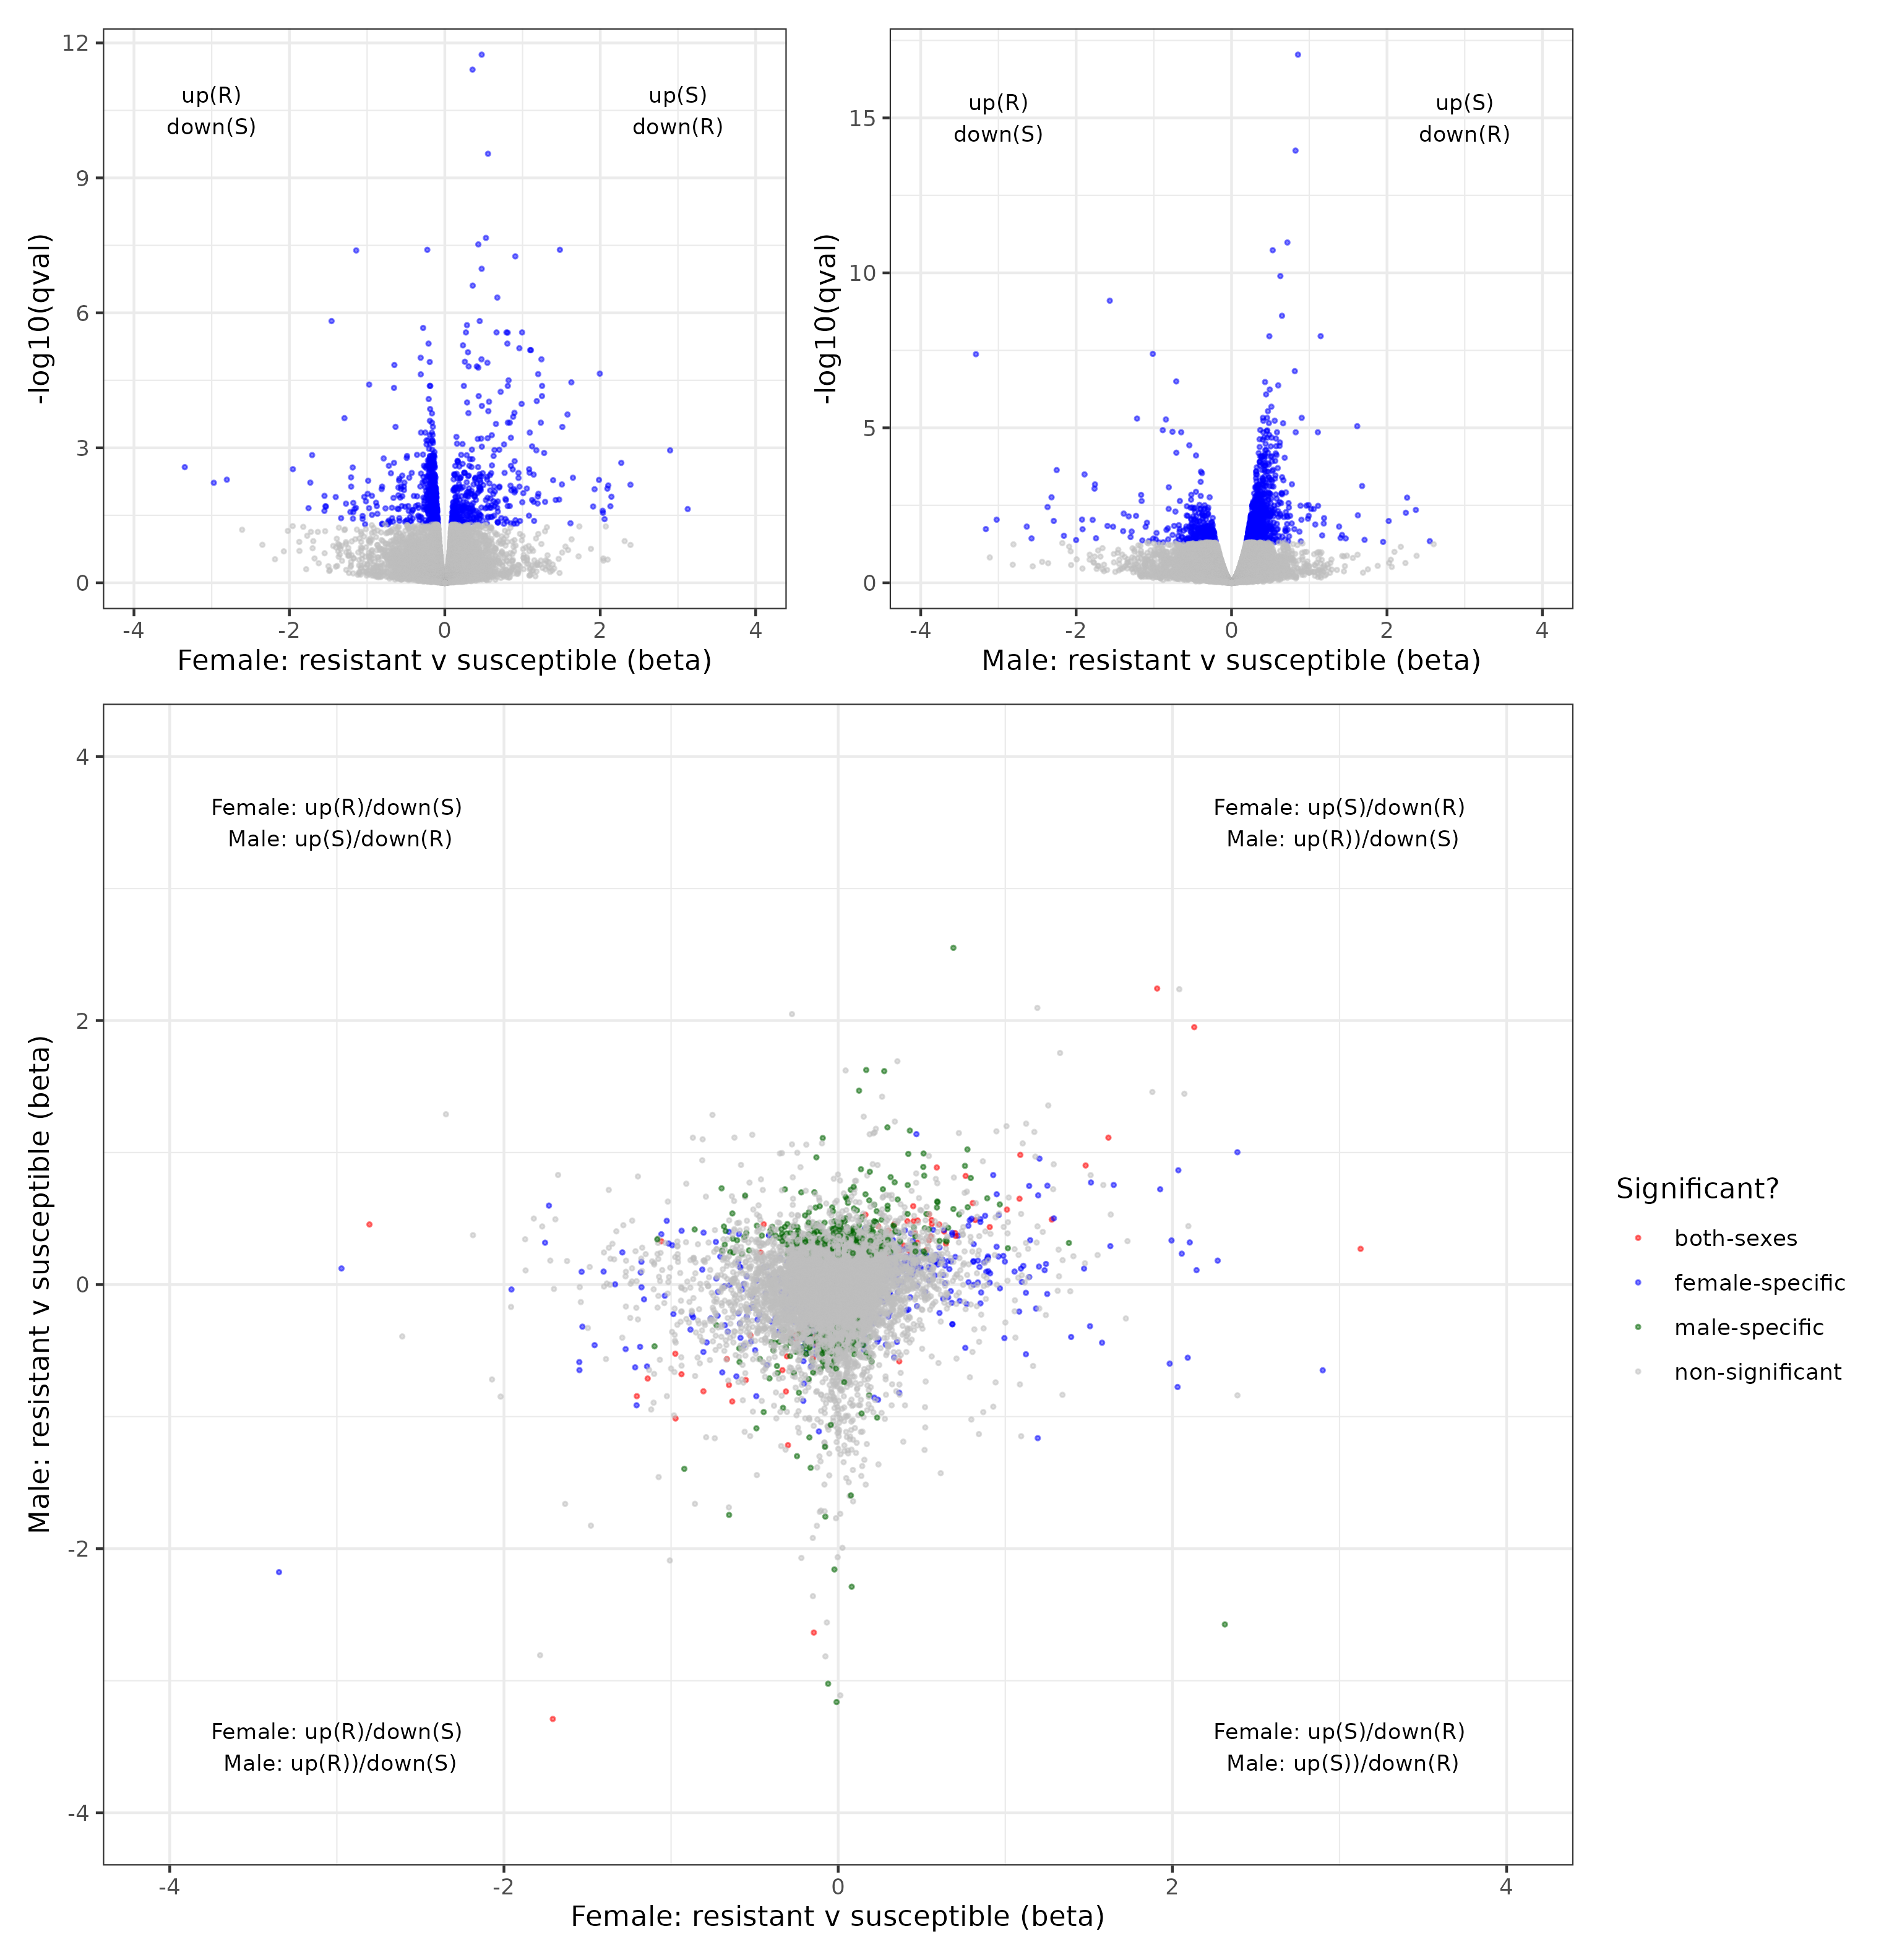 12
9
6
3
0
-log10(qval)
up(R)
down(S)
up(S)
down(R)
-4 -2 0 2 4
Female: resistant v susceptible (beta)
15
10
5
0
-log10(qval)
up(R)
down(S)
up(S)
down(R)
-4 -2 0 2 4
Male: resistant v susceptible (beta)
4
2
0
-2
-4
Male: resistant v susceptible (beta)
Female: up(R)/down(S)
Male: up(S)/down(R)
Female: up(S)/down(R)
Male: up(R))/down(S)
Female: up(R)/down(S)
Male: up(R))/down(S)
Female: up(S)/down(R)
Male: up(S))/down(R)
-4 -2 0 2 4
Female: resistant v susceptible (beta)
Significant?
both-sexes
female-specific
male-specific
non-significant